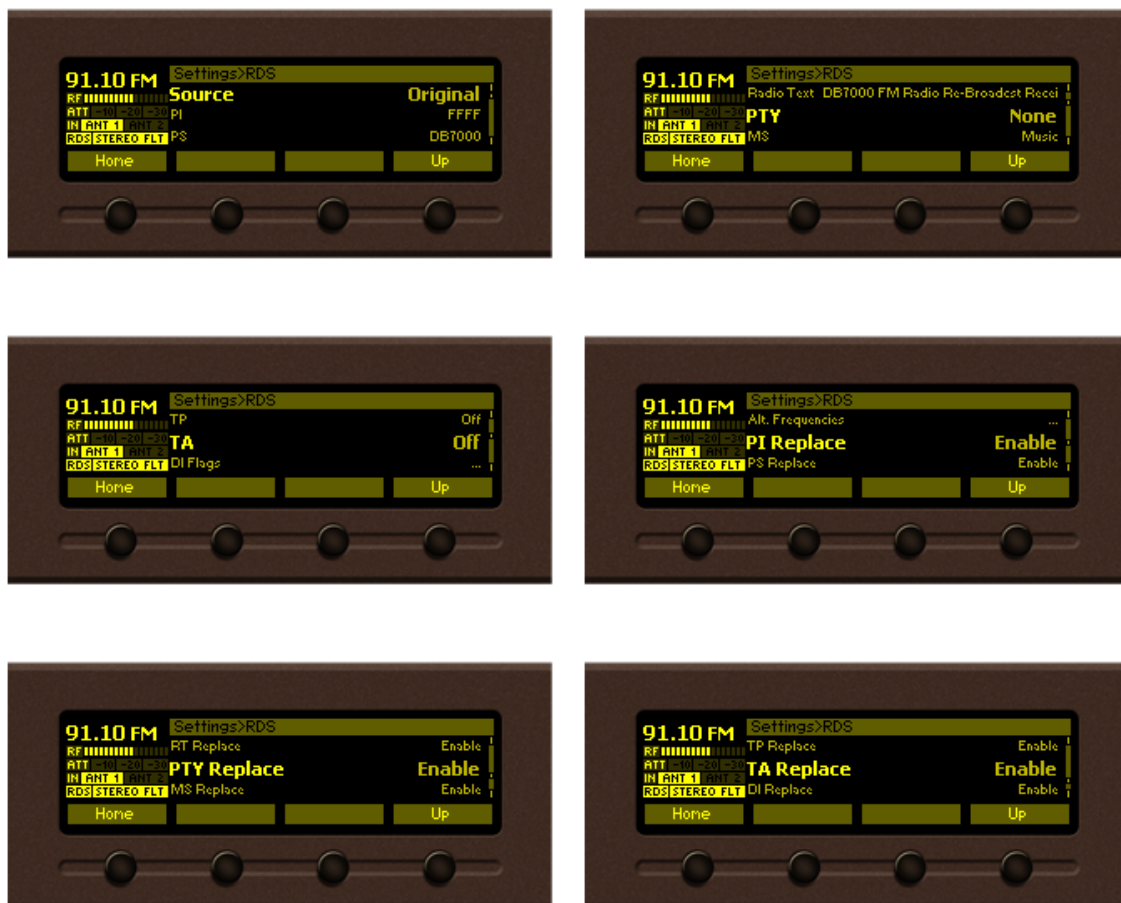 91.10 FM Settings>RDS
RF Source Original
ATT -10 -20 -30 PI FFFF
IN ANT 1 ANT 2
RDS STEREO FLT PS DB7000
Home Up
91.10 FM Settings>RDS
RF Radio Text DB7000 FM Radio Re-Broadcst Recei
ATT -10 -20 -30 PTY None
IN ANT 1 ANT 2
RDS STEREO FLT MS Music
Home Up
91.10 FM Settings>RDS
RF TP Off
ATT -10 -20 -30 TA Off
IN ANT 1 ANT 2
RDS STEREO FLT DI Flags ...
Home Up
91.10 FM Settings>RDS
RF Alt. Frequencies ...
ATT -10 -20 -30 PI Replace Enable
IN ANT 1 ANT 2
RDS STEREO FLT PS Replace Enable
Home Up
91.10 FM Settings>RDS
RF RT Replace Enable
ATT -10 -20 -30 PTY Replace Enable
IN ANT 1 ANT 2
RDS STEREO FLT MS Replace Enable
Home Up
91.10 FM Settings>RDS
RF TP Replace Enable
ATT -10 -20 -30 TA Replace Enable
IN ANT 1 ANT 2
RDS STEREO FLT DI Replace Enable
Home Up